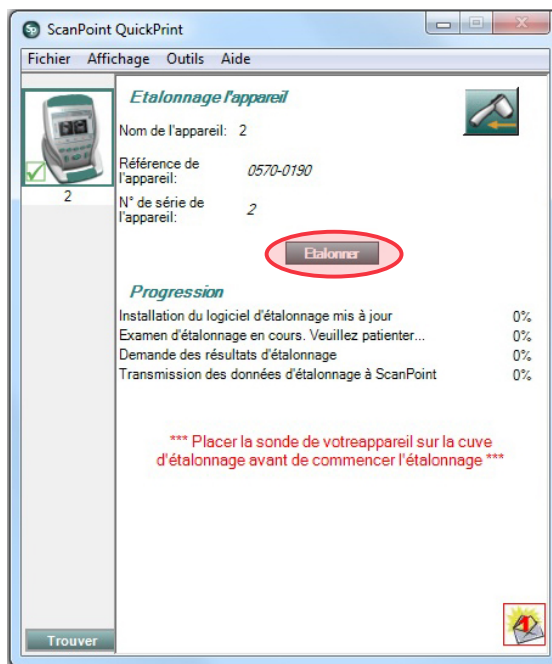 ScanPoint QuickPrint
Fichier Affichage Outils Aide
Etalonnage l'appareil
Nom de l'appareil: 2
Référence de
l'appareil: 0570-0190
2
N° de série de
l'appareil: 2
Etalonner
Progression
Installation du logiciel d'étalonnage mis à jour 0%
Examen d'étalonnage en cours. Veuillez patienter... 0%
Demande des résultats d'étalonnage 0%
Transmission des données d'étalonnage à ScanPoint 0%
*** Placer la sonde de votreappareil sur la cuve
d'étalonnage avant de commencer l'étalonnage ***
Trouver